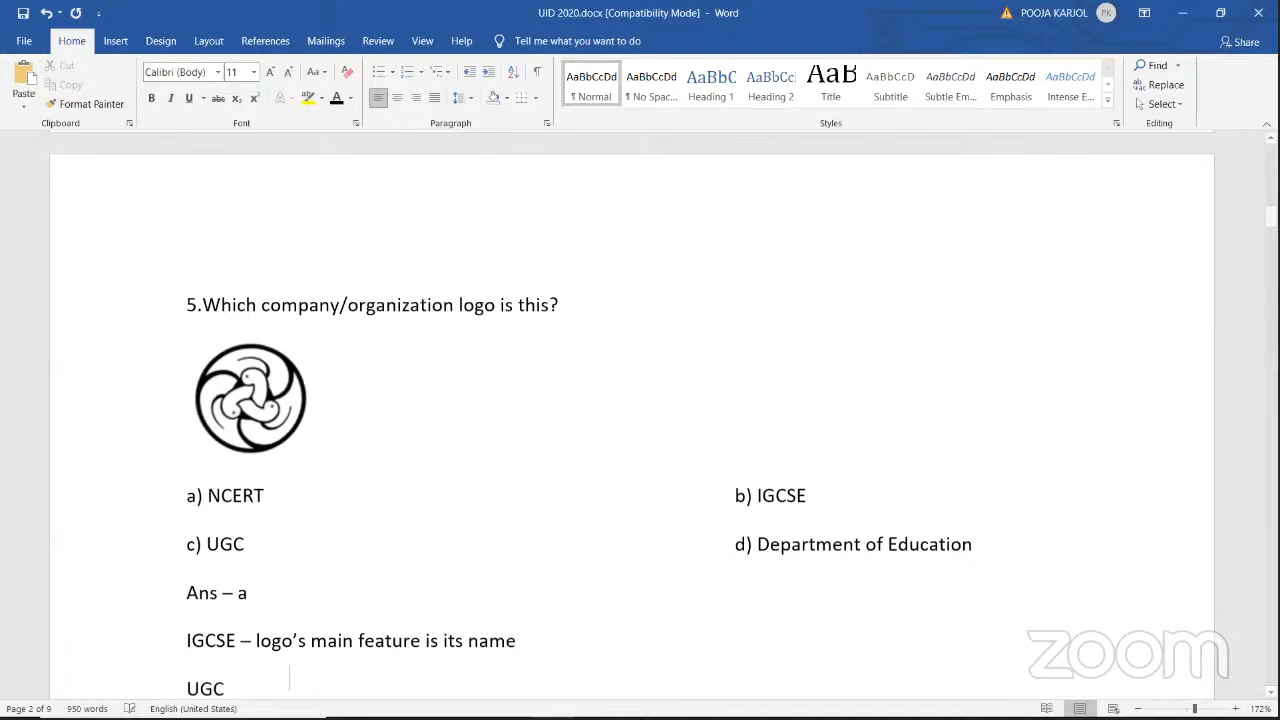 UID 2020.docx [Compatibility Mode] - Word
POOJA KARJOL
PK
File Home Insert Design Layout References Mailings Review View Help Tell me what you want to do
Share
Paste
Cut
Copy
Format Painter
Clipboard
Calibri (Body) 11
Font
Paragraph
AaBbCcDd AaBbCcDd AaBbC AaBbCc AaB AaBbCcD AaBbCcDd AaBbCcDd AaBbCcDd
¶ Normal ¶ No Spac... Heading 1 Heading 2 Title Subtitle Subtle Em... Emphasis Intense E...
Styles
Find
Replace
Select
Editing
5.Which company/organization logo is this?
a) NCERT
b) IGCSE
c) UGC
d) Department of Education
Ans – a
IGCSE – logo’s main feature is its name
UGC
zoom
Page 2 of 9 950 words English (United States)
172%